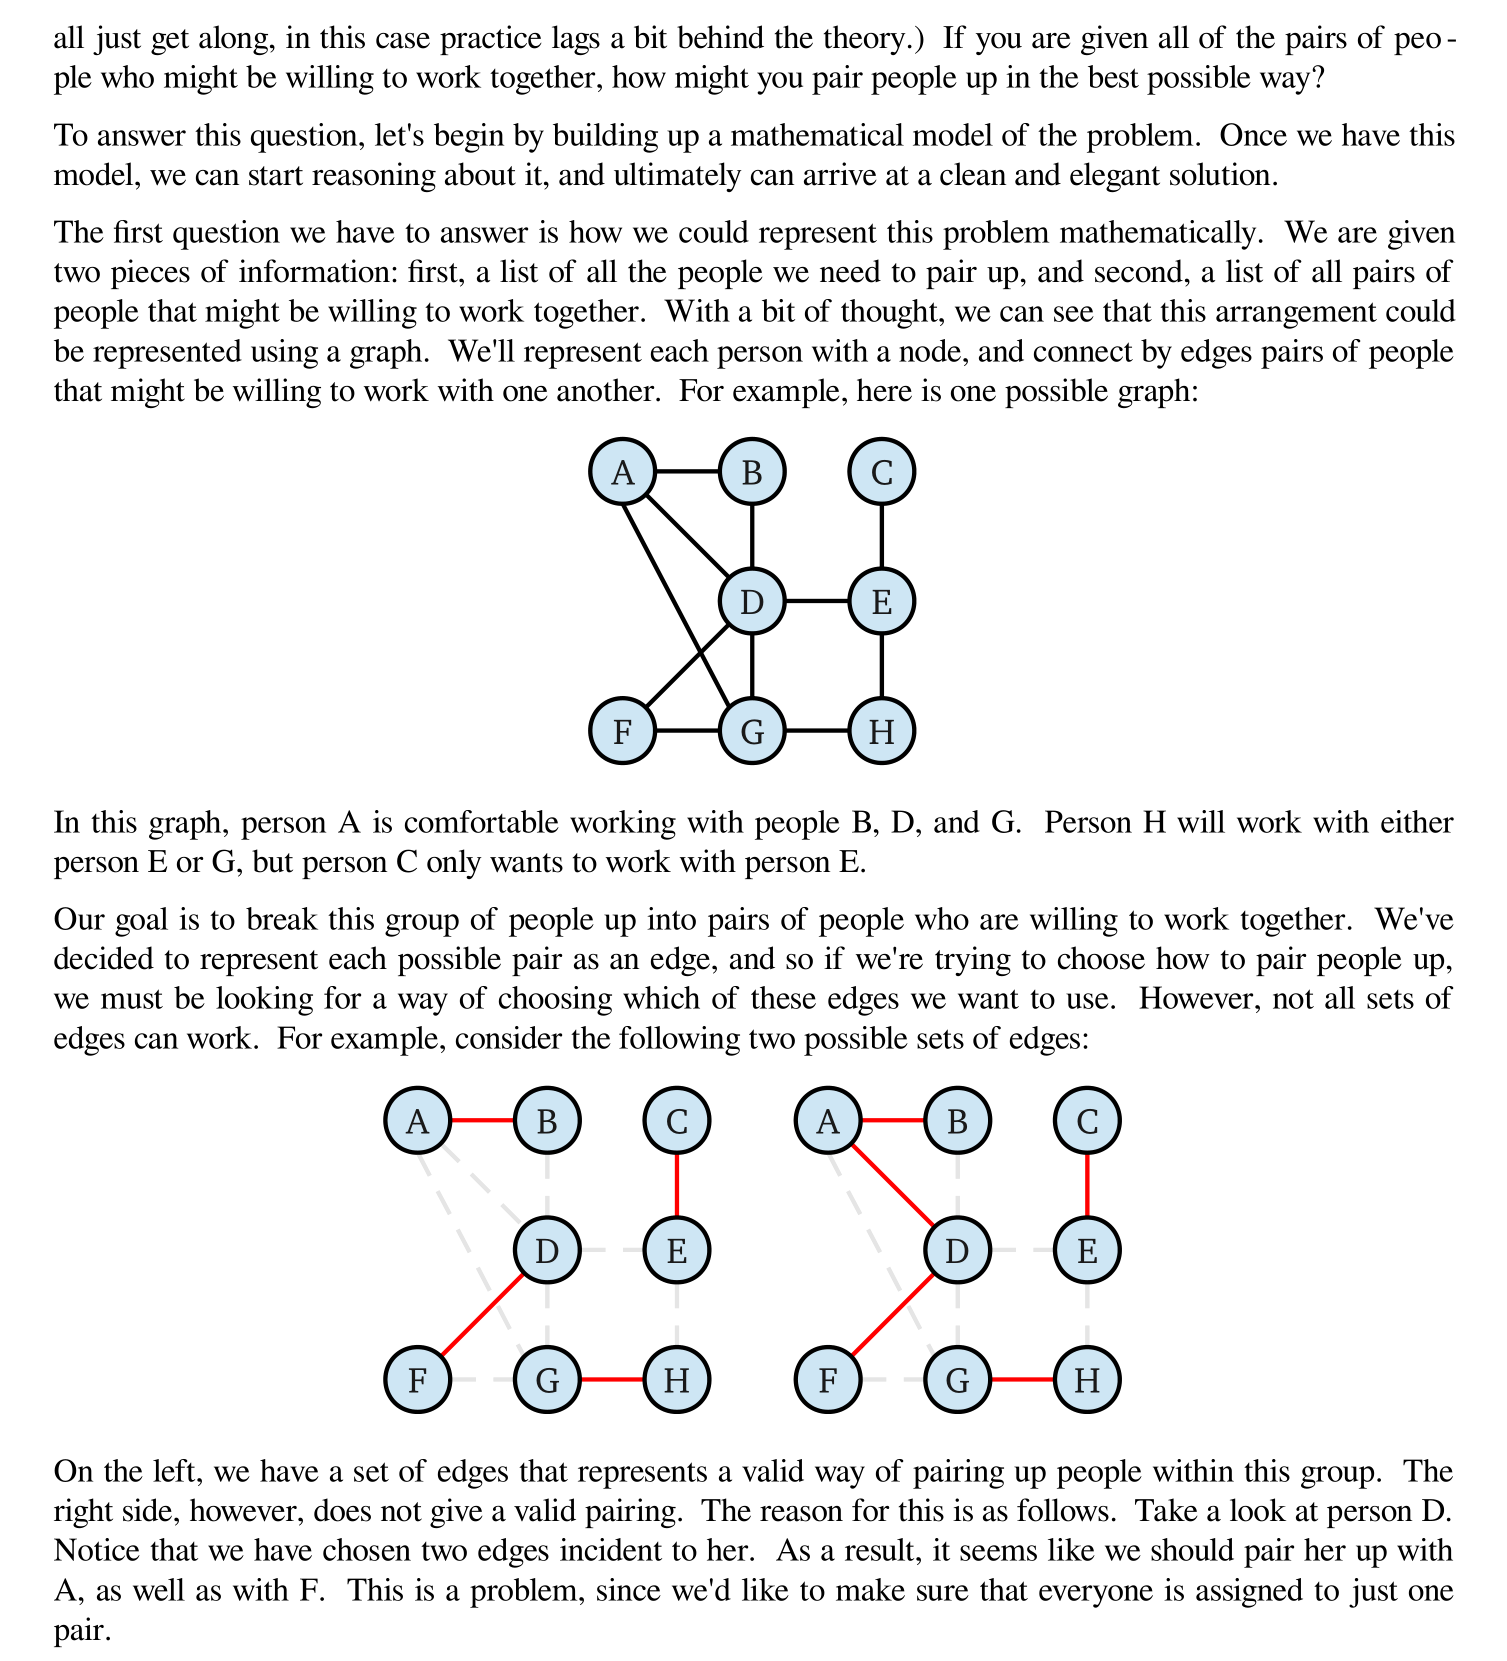 all just get along, in this case practice lags a bit behind the theory.)  If you are given all of the pairs of peo-
ple who might be willing to work together, how might you pair people up in the best possible way?
To answer this question, let's begin by building up a mathematical model of the problem.  Once we have this
model, we can start reasoning about it, and ultimately can arrive at a clean and elegant solution.
The first question we have to answer is how we could represent this problem mathematically.  We are given
two pieces of information: first, a list of all the people we need to pair up, and second, a list of all pairs of
people that might be willing to work together.  With a bit of thought, we can see that this arrangement could
be represented using a graph.  We'll represent each person with a node, and connect by edges pairs of people
that might be willing to work with one another.  For example, here is one possible graph:
A B C
D E
F G H
In this graph, person A is comfortable working with people B, D, and G.  Person H will work with either
person E or G, but person C only wants to work with person E.
Our goal is to break this group of people up into pairs of people who are willing to work together.  We've
decided to represent each possible pair as an edge, and so if we're trying to choose how to pair people up,
we must be looking for a way of choosing which of these edges we want to use.  However, not all sets of
edges can work.  For example, consider the following two possible sets of edges:
A B C A B C
D E D E
F G H F G H
On the left, we have a set of edges that represents a valid way of pairing up people within this group.  The
right side, however, does not give a valid pairing.  The reason for this is as follows.  Take a look at person D.
Notice that we have chosen two edges incident to her.  As a result, it seems like we should pair her up with
A, as well as with F.  This is a problem, since we'd like to make sure that everyone is assigned to just one
pair.